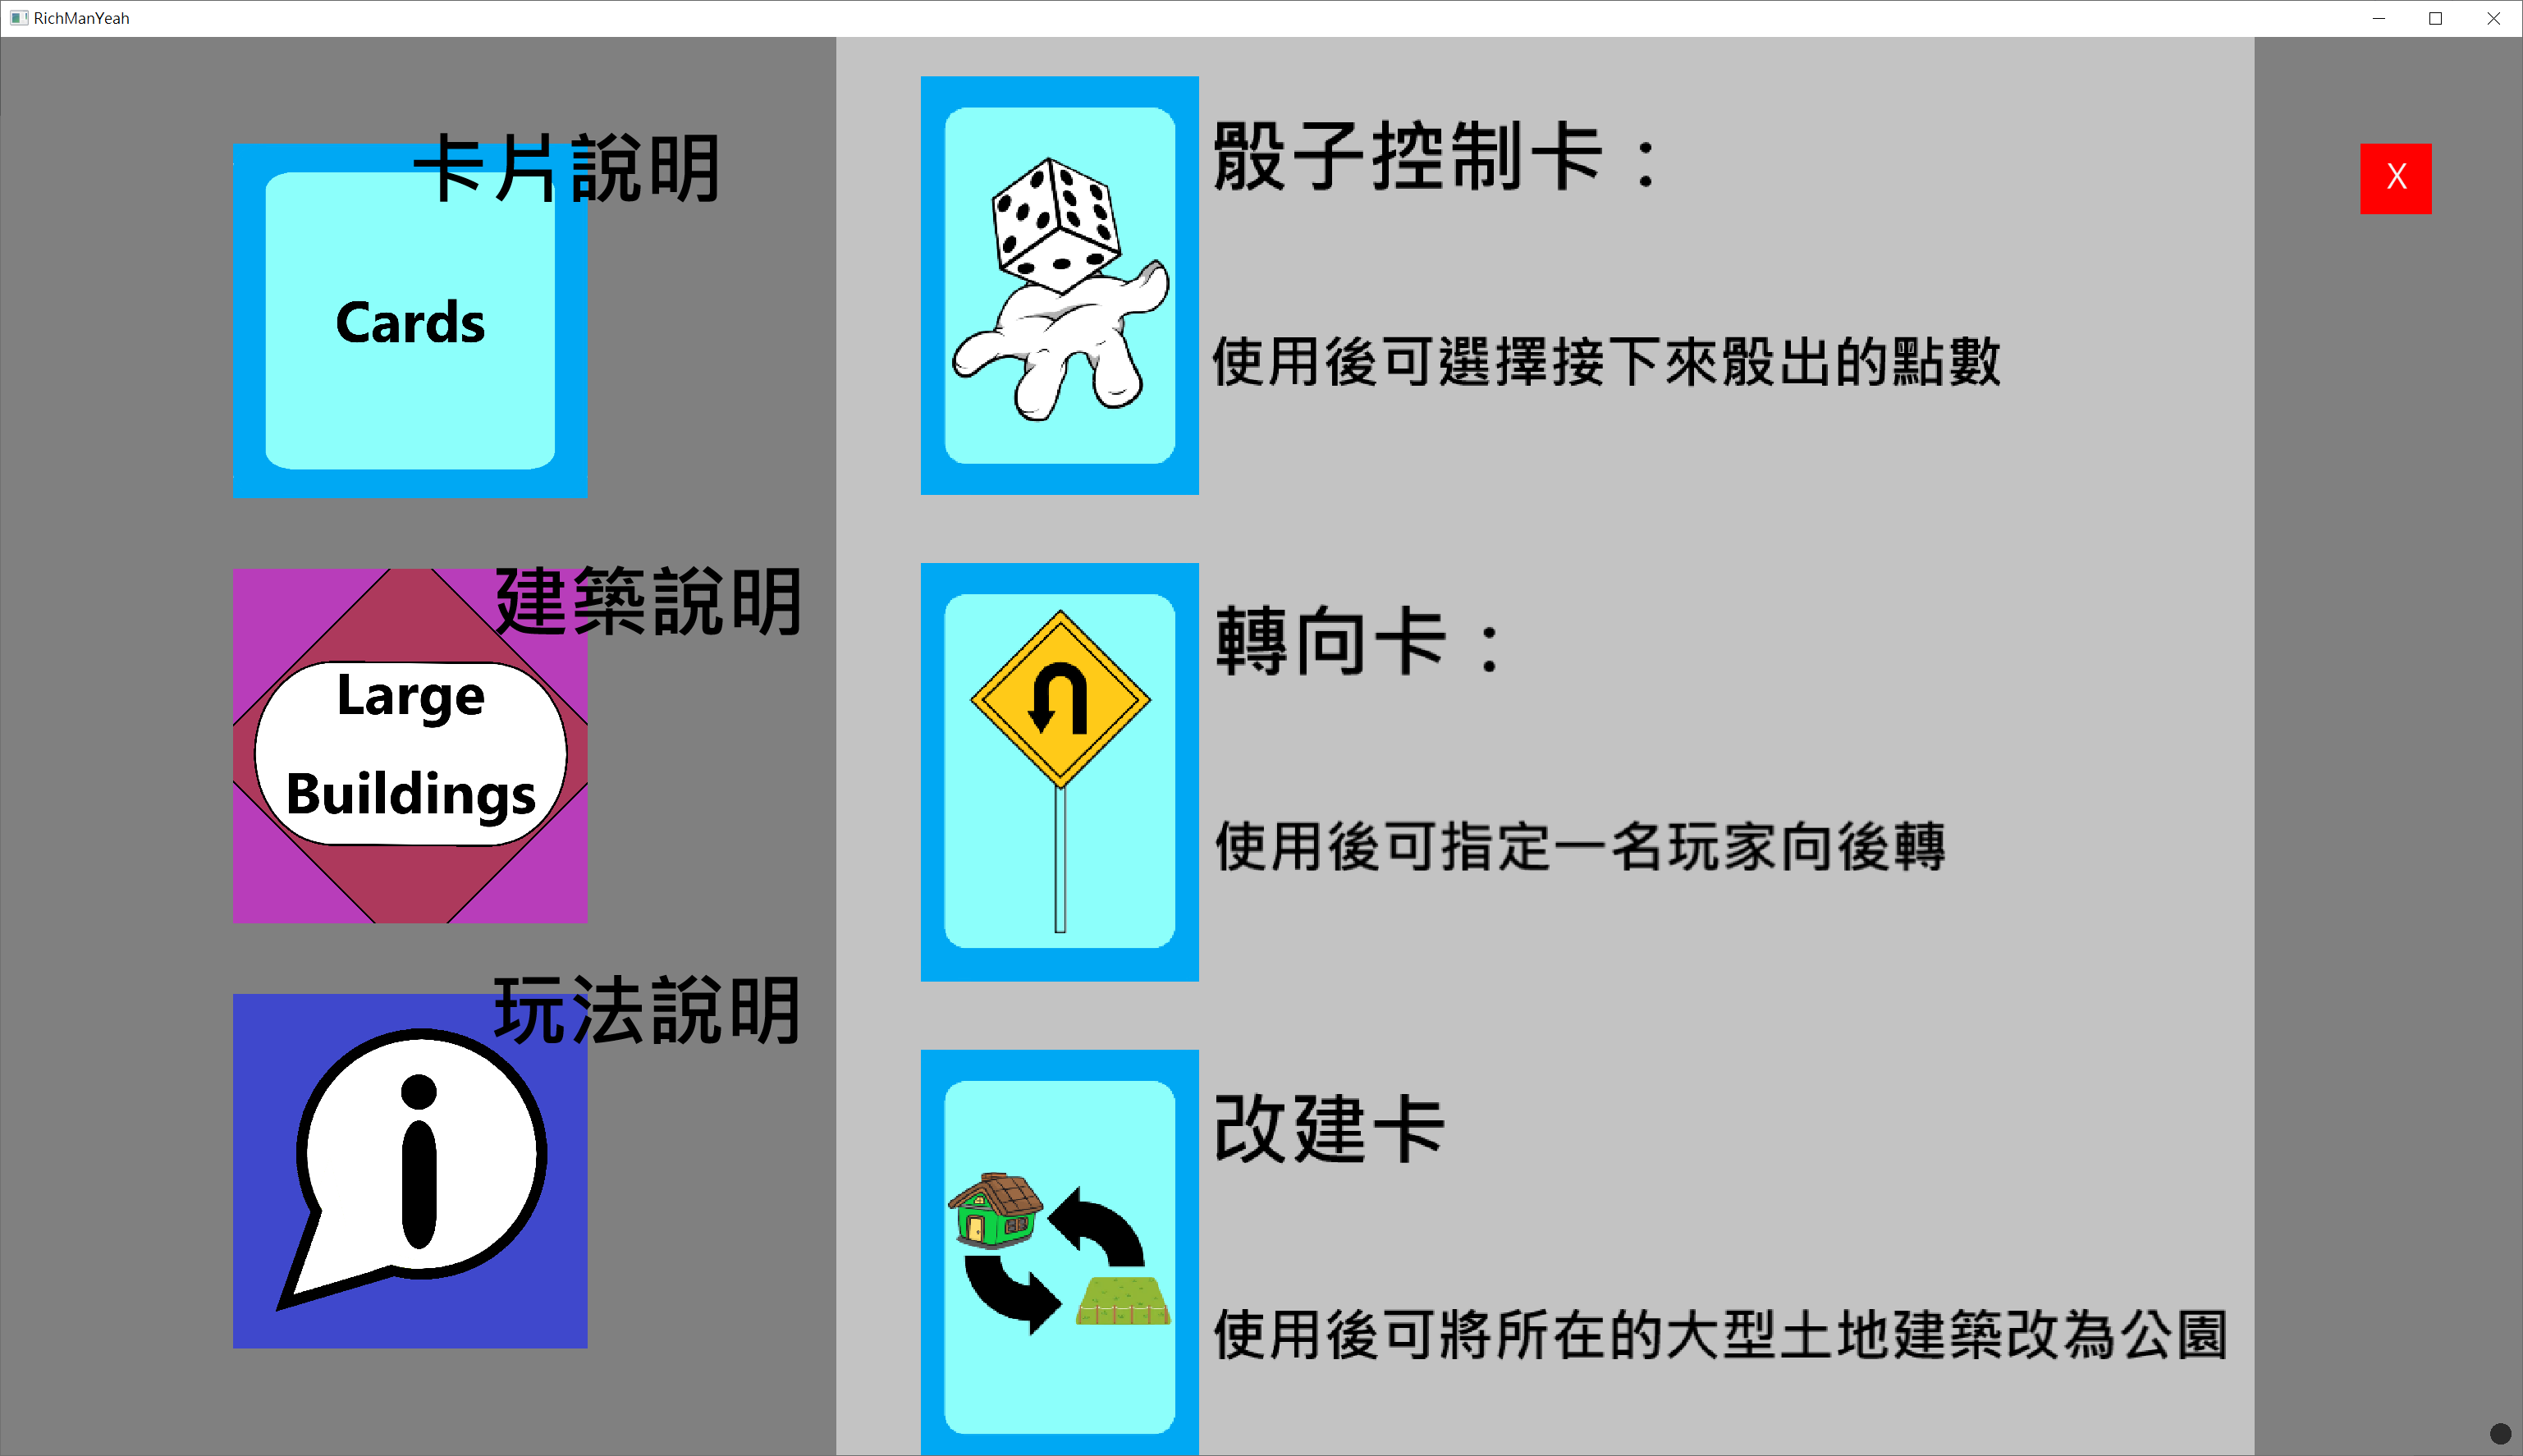 RichManYeah
卡片說明
Cards
建築說明
Large
Buildings
玩法說明
骰子控制卡：
使用後可選擇接下來骰出的點數
轉向卡：
使用後可指定一名玩家向後轉
改建卡
使用後可將所在的大型土地建築改為公園
X